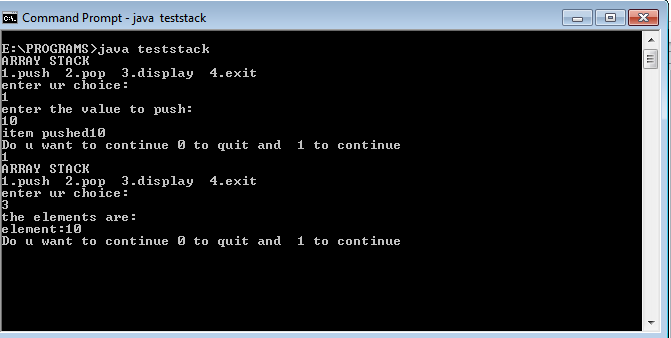 Command Prompt - java teststack
E:\PROGRAMS>java teststack
ARRAY STACK
1.push  2.pop  3.display  4.exit
enter ur choice:
1
enter the value to push:
10
item pushed10
Do u want to continue 0 to quit and  1 to continue
1
ARRAY STACK
1.push  2.pop  3.display  4.exit
enter ur choice:
3
the elements are:
element:10
Do u want to continue 0 to quit and  1 to continue